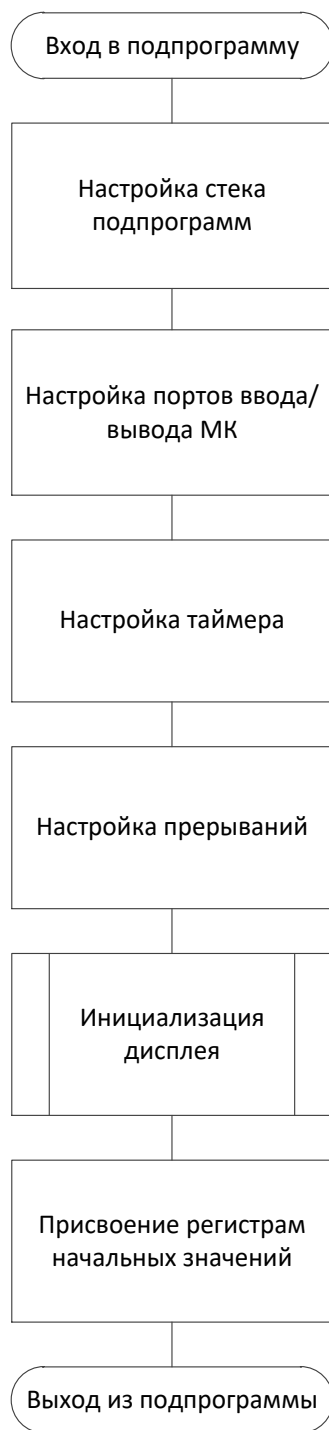 Вход в подпрограмму
Настройка стека
подпрограмм
Настройка портов ввода/
вывода МК
Настройка таймера
Настройка прерываний
Инициализация
дисплея
Присвоение регистрам
начальных значений
Выход из подпрограммы